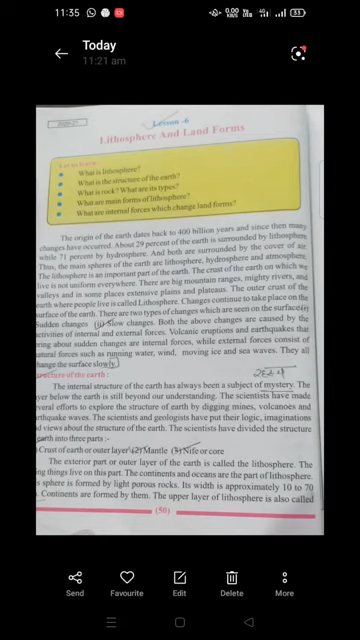 11:35
0.00 KB/S
4G
33
Today
11:21 am
Lesson -6
Lithosphere And Land Forms
Let us learn
What is lithosphere?
What is the structure of the earth?
What is rock? What are its types?
What are main forms of lithosphere?
What are internal forces which change land forms?
The origin of the earth dates back to 400 billion years and since then many
changes have occured. About 29 percent of the earth is surrounded by lithosphere
while 71 percent by hydrosphere. And both are surrounded by the cover of air.
Thus, the main spheres of the earth are lithosphere, hydrosphere and atmosphere.
The lithosphere is an important part of the earth. The crust of the earth on which we
live is not uniform everywhere. There are big mountain ranges, mighty rivers, and
valleys and in some places extensive plains and plateaus. The outer crust of the
earth where people live is called Lithosphere. Changes continue to take place on the
surface of the earth. There are two types of changes which are seen on the surface(i)
Sudden changes (ii) Slow changes. Both the above changes are caused by the
activities of internal and external forces. Volcanic eruptions and earthquakes that
ering about sudden changes are internal forces, while external forces consist of
natural forces such as running water, wind, moving ice and sea waves. They all
hange the surface slowly.
tructure of the earth :
The internal structure of the earth has always been a subject of mystery. The
ayer below the earth is still beyond our understanding. The scientists have made
everal efforts to explore the structure of earth by digging mines, volcanoes and
arthquake waves. The scientists and geologists have put their logic, imaginations
nd views about the structure of the earth. The scientists have divided the structure
earth into three parts :-
Crust of earth or outer layer (2) Mantle (3) Nife or core
The exterior part or outer layer of the earth is called the lithosphere. The
ing things live on this part. The continents and oceans are the part of lithosphere.
s sphere is formed by light porous rocks. Its width is approximately 10 to 70
. Continents are formed by them. The upper layer of lithosphere is also called
(56)
Send
Favourite
Edit
Delete
More